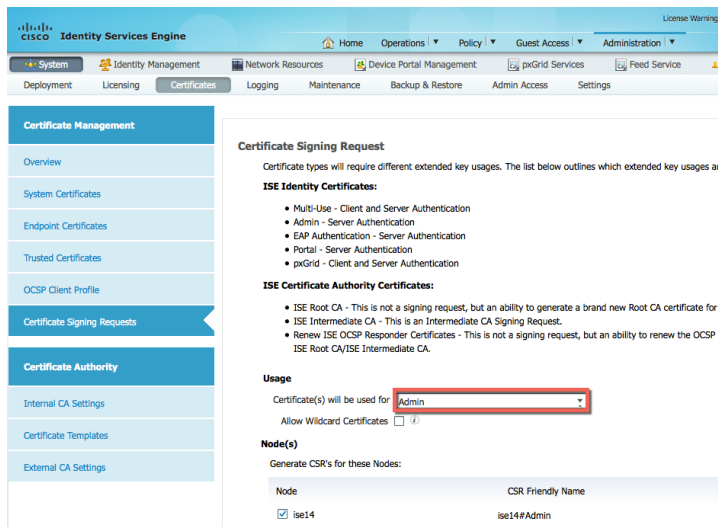 License Warning
CISCO Identity Services Engine
Home Operations Policy Guest Access Administration
System Identity Management Network Resources Device Portal Management pxGrid Services Feed Service
Deployment Licensing Certificates Logging Maintenance Backup & Restore Admin Access Settings
Certificate Management
Overview
System Certificates
Endpoint Certificates
Trusted Certificates
OCSP Client Profile
Certificate Signing Requests
Certificate Authority
Internal CA Settings
Certificate Templates
External CA Settings
Certificate Signing Request
Certificate types will require different extended key usages. The list below outlines which extended key usages a
ISE Identity Certificates:
• Multi-Use - Client and Server Authentication
• Admin - Server Authentication
• EAP Authentication - Server Authentication
• Portal - Server Authentication
• pxGrid - Client and Server Authentication
ISE Certificate Authority Certificates:
• ISE Root CA - This is not a signing request, but an ability to generate a brand new Root CA certificate for
• ISE Intermediate CA - This is an Intermediate CA Signing Request.
• Renew ISE OCSP Responder Certificates - This is not a signing request, but an ability to renew the OCSP
ISE Root CA/ISE Intermediate CA.
Usage
Certificate(s) will be used for Admin
Allow Wildcard Certificates
Node(s)
Generate CSR's for these Nodes:
Node CSR Friendly Name
ise14 ise14#Admin